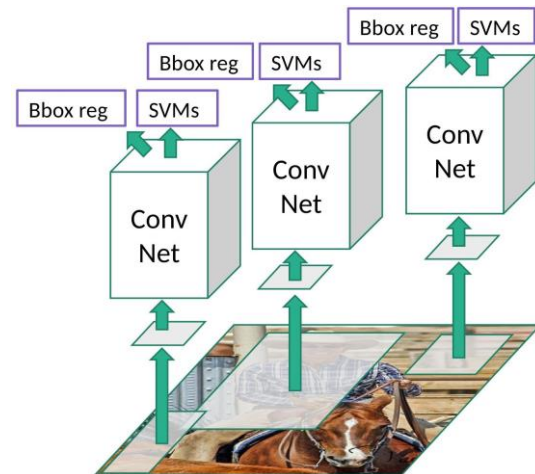 Bbox reg SVMs
Bbox reg SVMs
Bbox reg SVMs
Conv
Net
Conv
Net
Conv
Net